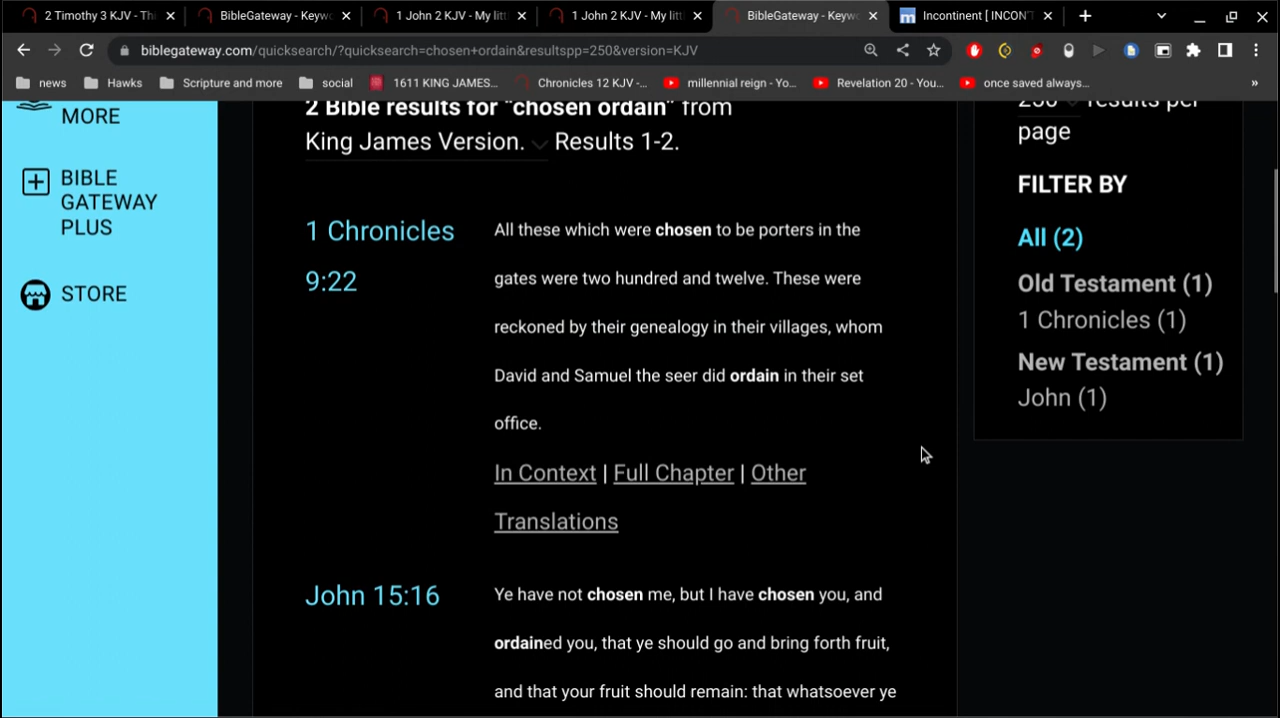 2 Timothy 3 KJV - Thi
BibleGateway - Keywo
1 John 2 KJV - My littl
1 John 2 KJV - My littl
BibleGateway - Keywo
Incontinent [ INCONT
biblegateway.com/quicksearch/?quicksearch=chosen+ordain&resultspp=250&version=KJV
news
Hawks
Scripture and more
social
1611 KING JAMES...
Chronicles 12 KJV -...
millennial reign - Yo...
Revelation 20 - You...
once saved always...
»
MORE
BIBLE
GATEWAY
PLUS
STORE
2 Bible results for “chosen ordain” from
King James Version. Results 1-2.
1 Chronicles
9:22
All these which were chosen to be porters in the
gates were two hundred and twelve. These were
reckoned by their genealogy in their villages, whom
David and Samuel the seer did ordain in their set
office.
In Context | Full Chapter | Other
Translations
John 15:16
Ye have not chosen me, but I have chosen you, and
ordained you, that ye should go and bring forth fruit,
and that your fruit should remain: that whatsoever ye
250 results per
page
FILTER BY
All (2)
Old Testament (1)
1 Chronicles (1)
New Testament (1)
John (1)